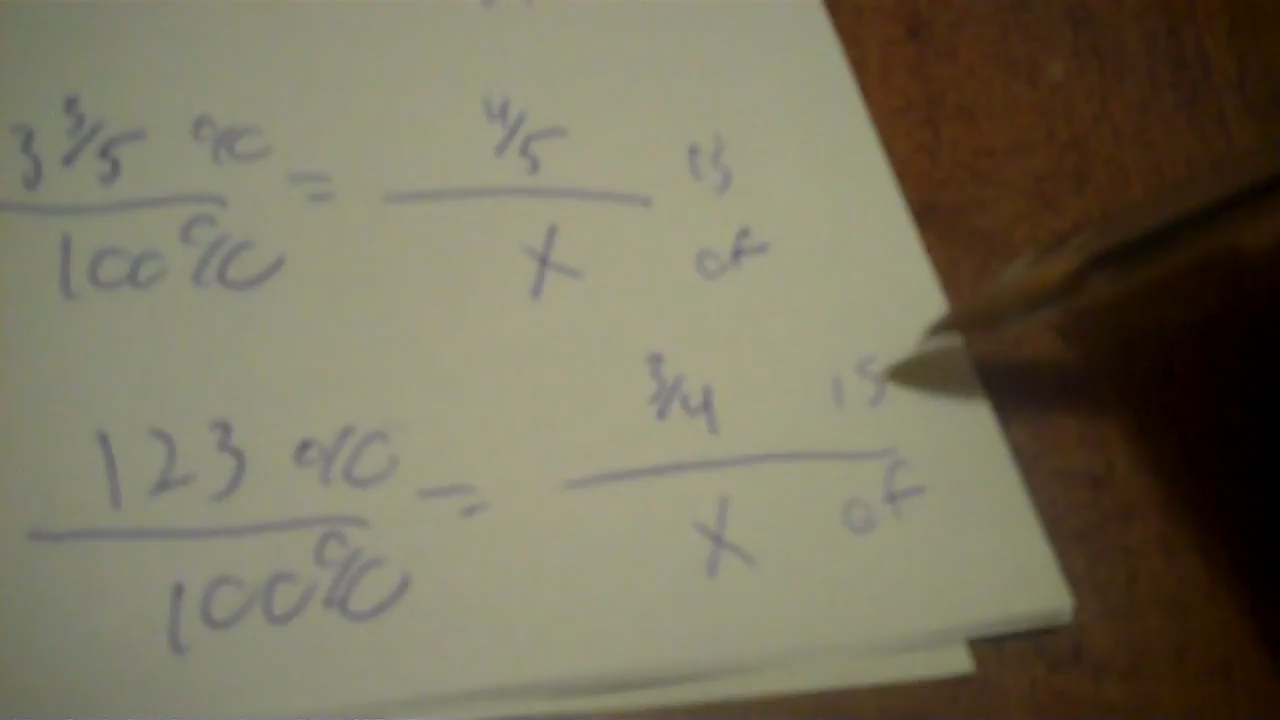 3 3/5 % = 4/5 is
100% x of
123 % = 3/4 is
100% x of